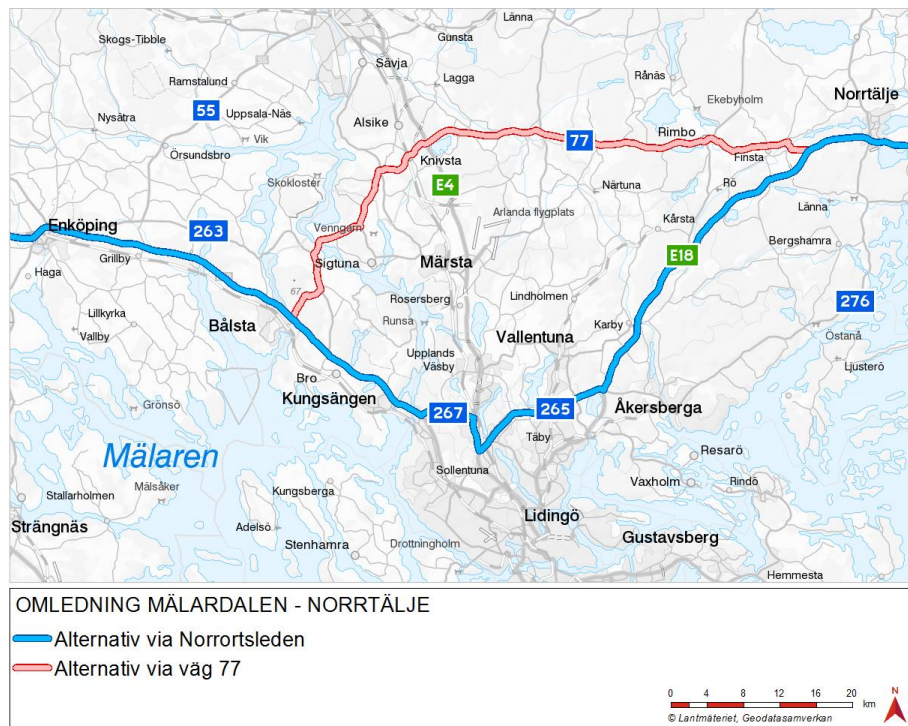 Skogs-Tibble
Gunsta
Länna
Sävja
Lagga
Rånäs
Ramstalund
55
Ekebyholm
Norrtälje
Nysätra
55
Uppsala-Näs
Alsike
Rimbo
Vik
77
Örsundsbro
Knivsta
Finsta
Skokloster
E4
Närtuna
Rö
Länna
Enköping
263
Venngarn
Arlanda flygplats
Kårsta
Haga
Grillby
Sigtuna
Märsta
E18
Bergshamra
67
Rosersberg
Lindholmen
276
Lillkyrka
Vallby
Bålsta
Runsa
Vallentuna
Karby
Östanå
Upplands
Väsby
Ljusterö
Bro
Kungsängen
Grönsö
267
265
Åkersberga
Täby
Mälaren
Sollentuna
Resarö
Mälsåker
Kungsberga
Vaxholm
Rindö
Stallarholmen
Strängnäs
Adelsö
Lidingö
Stenhamra
Drottningholm
Gustavsberg
Hemmesta
OMLEDNING MÄLARDALEN - NORRTÄLJE
Alternativ via Norrortsleden
Alternativ via väg 77
N
0 4 8 12 16 20 km
© Lantmäteriet, Geodatasamverkan